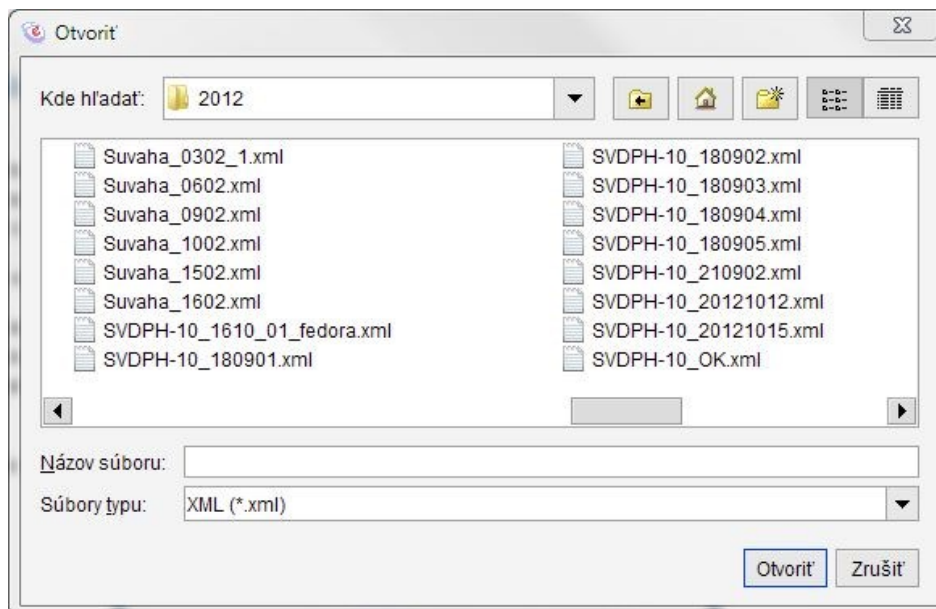 Otvoriť
Kde hľadať: 2012
Suvaha_0302_1.xml
Suvaha_0602.xml
Suvaha_0902.xml
Suvaha_1002.xml
Suvaha_1502.xml
Suvaha_1602.xml
SVDPH-10_1610_01_fedora.xml
SVDPH-10_180901.xml
SVDPH-10_180902.xml
SVDPH-10_180903.xml
SVDPH-10_180904.xml
SVDPH-10_180905.xml
SVDPH-10_210902.xml
SVDPH-10_20121012.xml
SVDPH-10_20121015.xml
SVDPH-10_OK.xml
Názov súboru:
Súbory typu: XML (*.xml)
Otvoriť Zrušiť